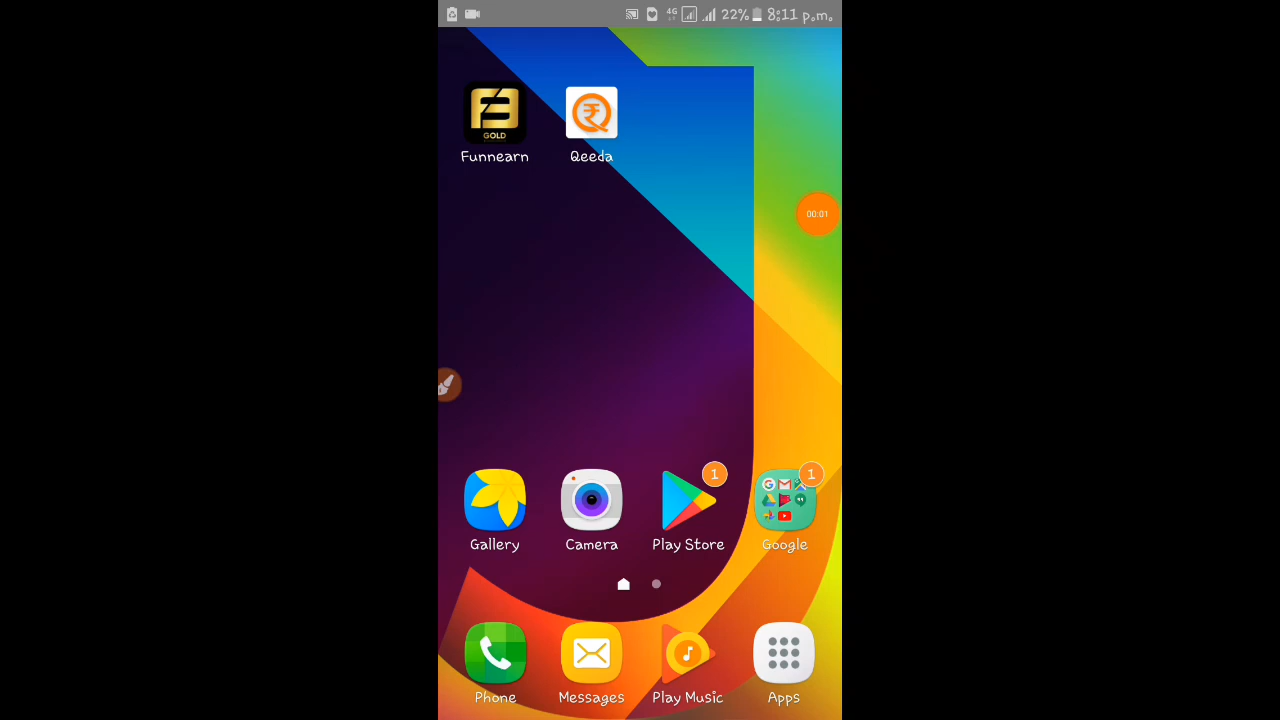 4G 22% 8:11 p.m.
GOLD
Funnearn Qeeda
00:01
1 1
Gallery Camera Play Store Google
Phone Messages Play Music Apps